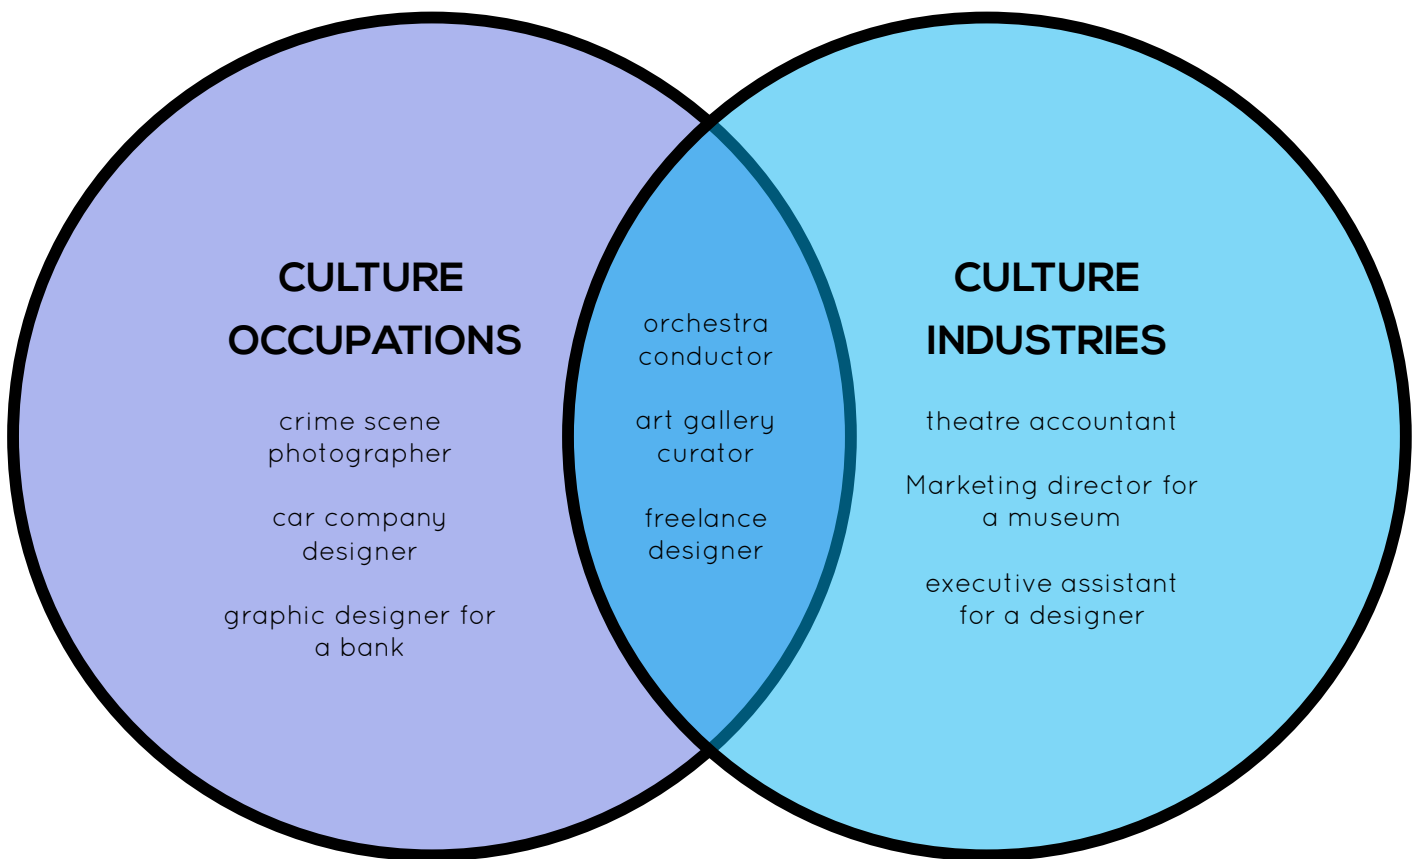 CULTURE
OCCUPATIONS
crime scene
photographer
car company
designer
graphic designer for
a bank
orchestra
conductor
art gallery
curator
freelance
designer
CULTURE
INDUSTRIES
theatre accountant
Marketing director for
a museum
executive assistant
for a designer